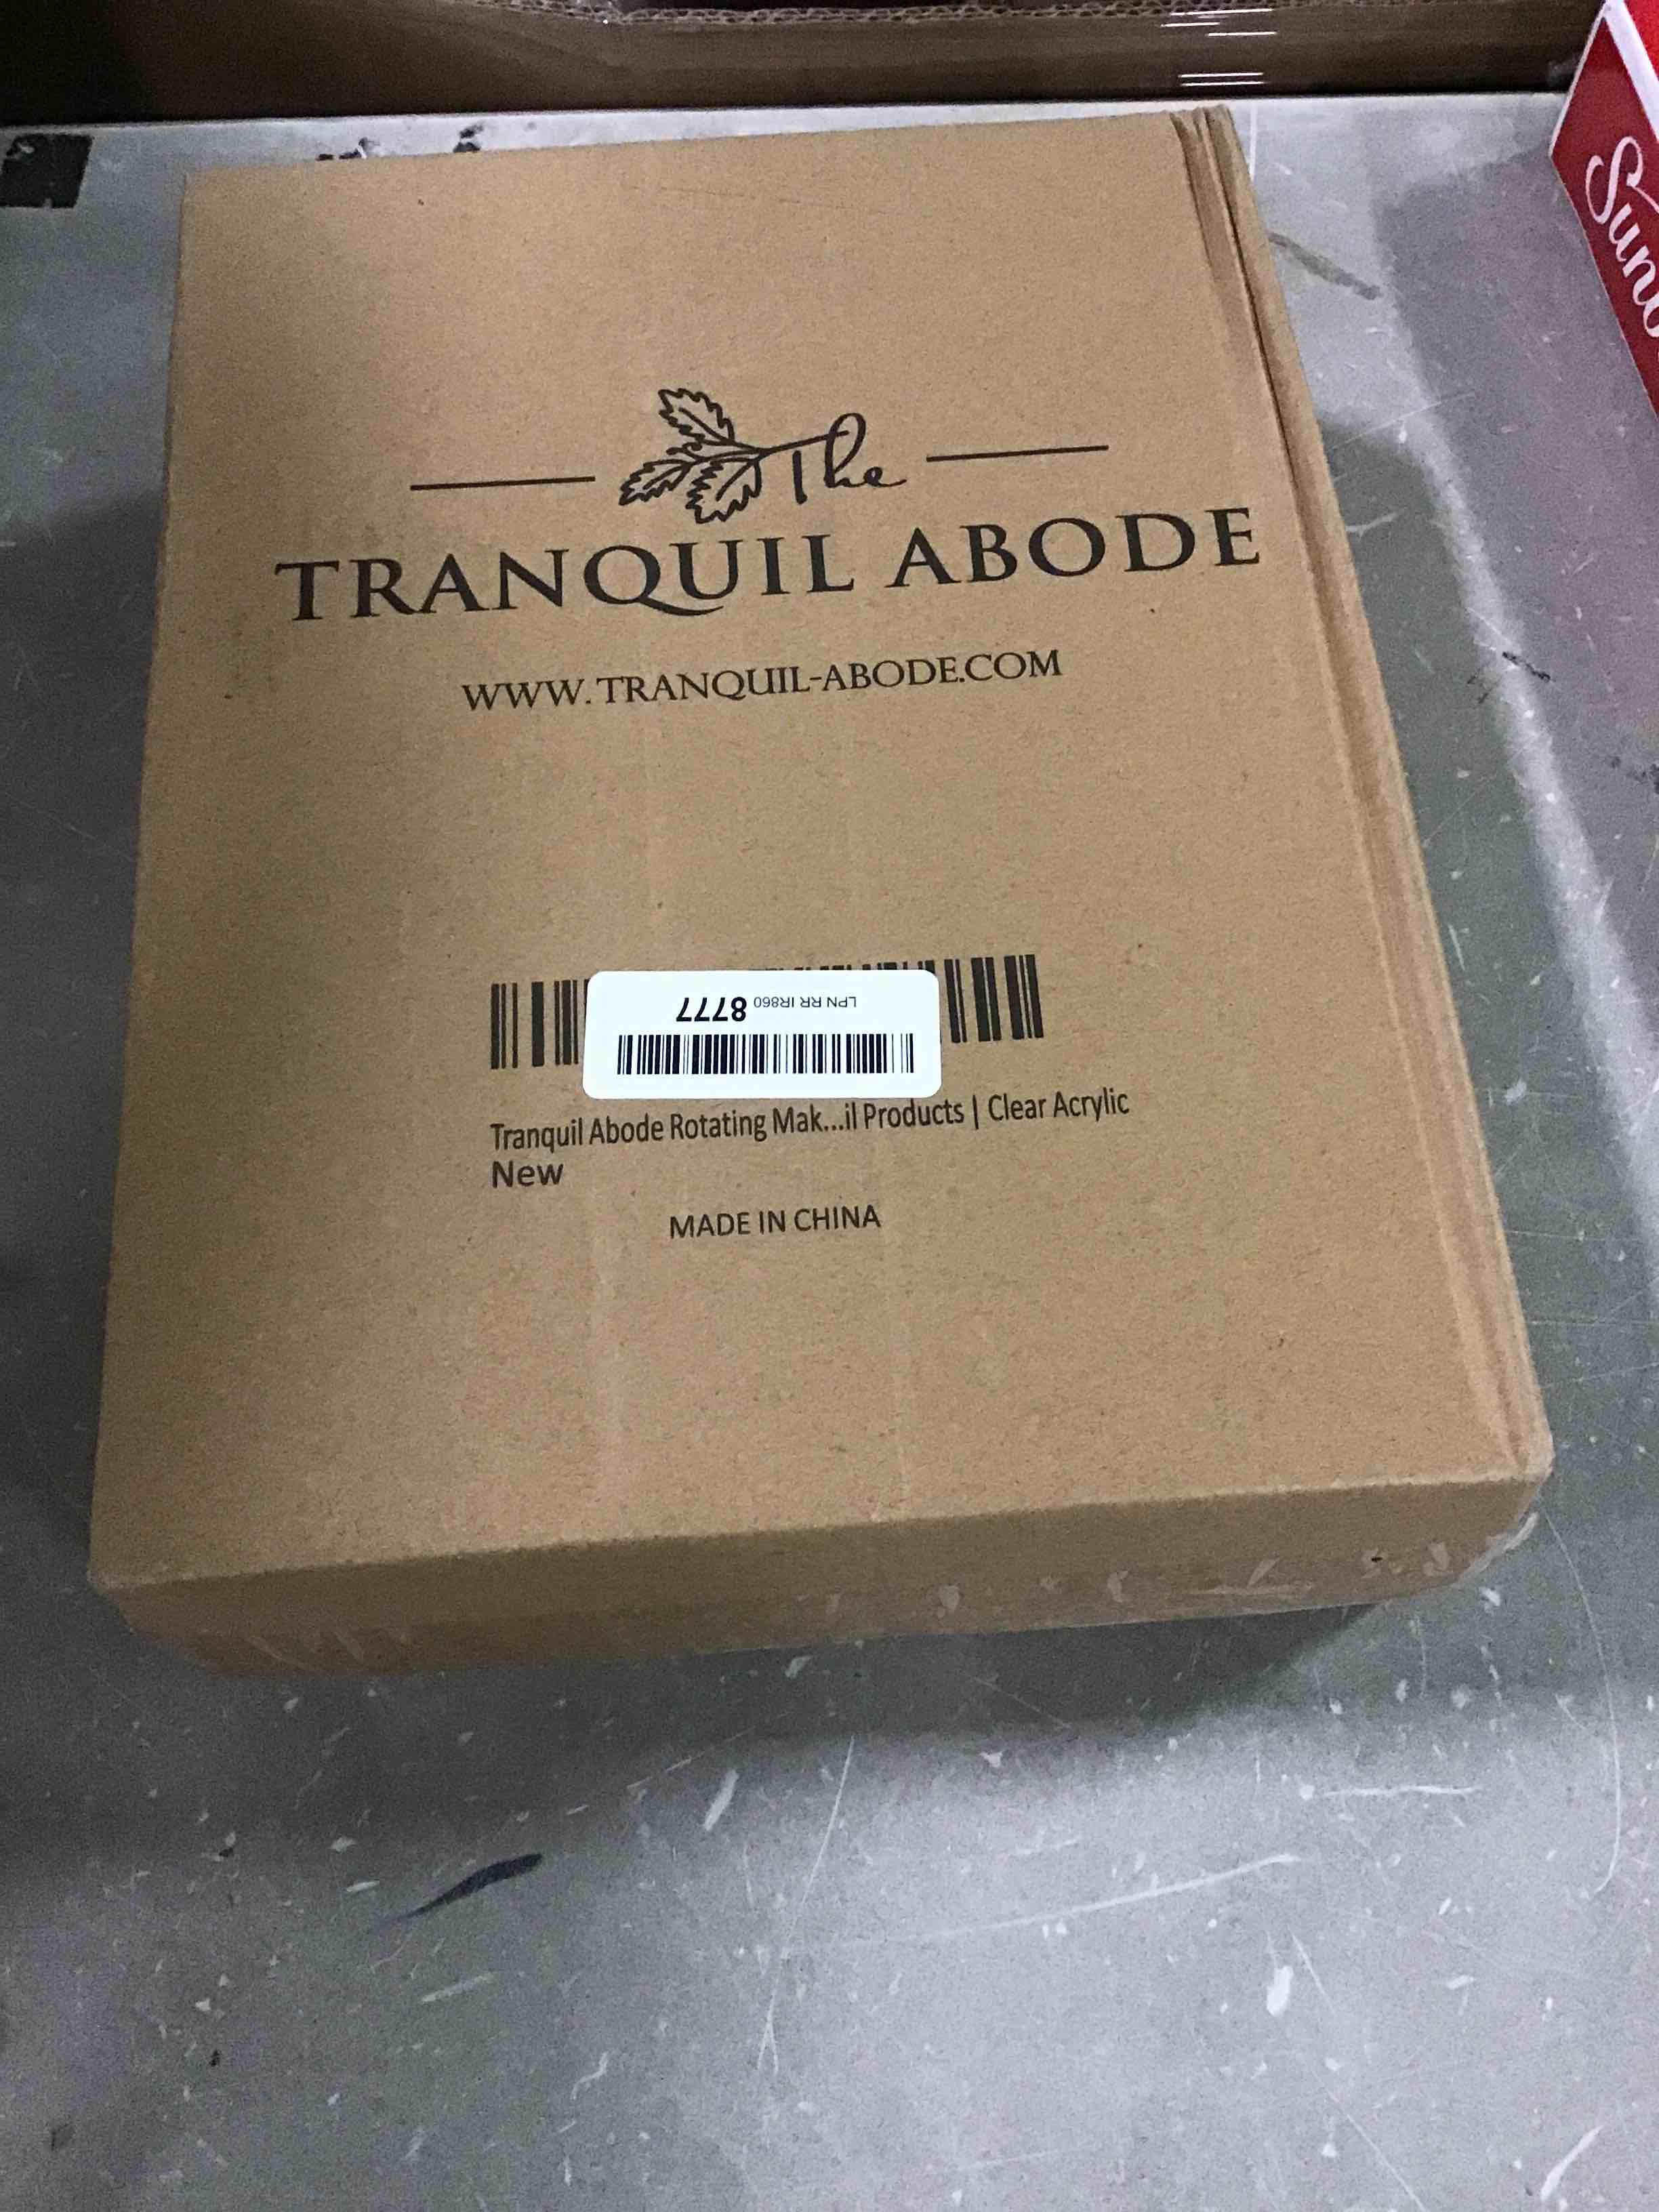 The
TRANQUIL ABODE
WWW.TRANQUIL-ABODE.COM
LPN RR IR860 8777
Tranquil Abode Rotating Mak...il Products | Clear Acrylic
New
MADE IN CHINA